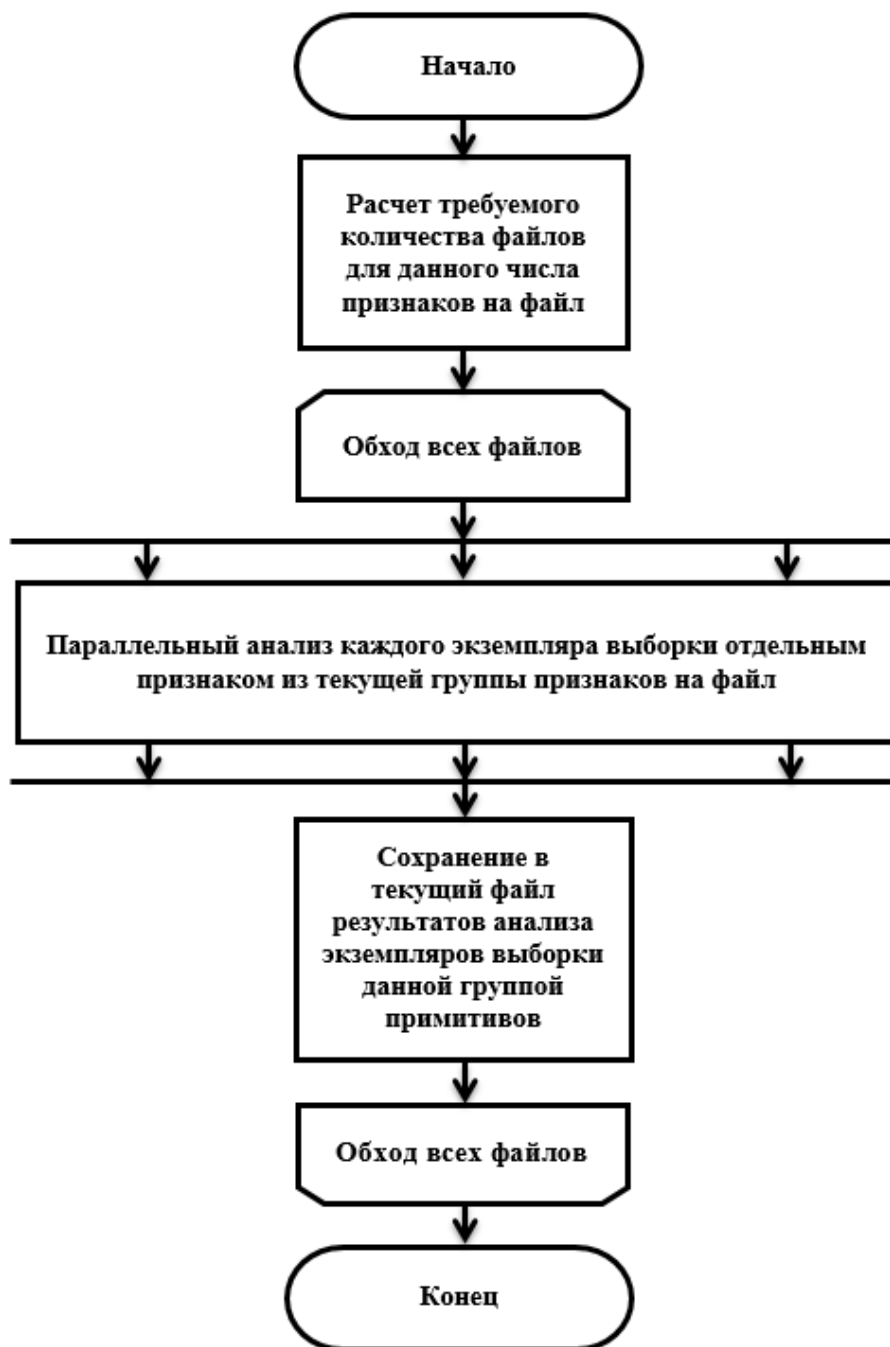 Начало
Расчет требуемого
количества файлов
для данного числа
признаков на файл
Обход всех файлов
Параллельный анализ каждого экземпляра выборки отдельным
признаком из текущей группы признаков на файл
Сохранение в
текущий файл
результатов анализа
экземпляров выборки
данной группой
примитивов
Обход всех файлов
Конец